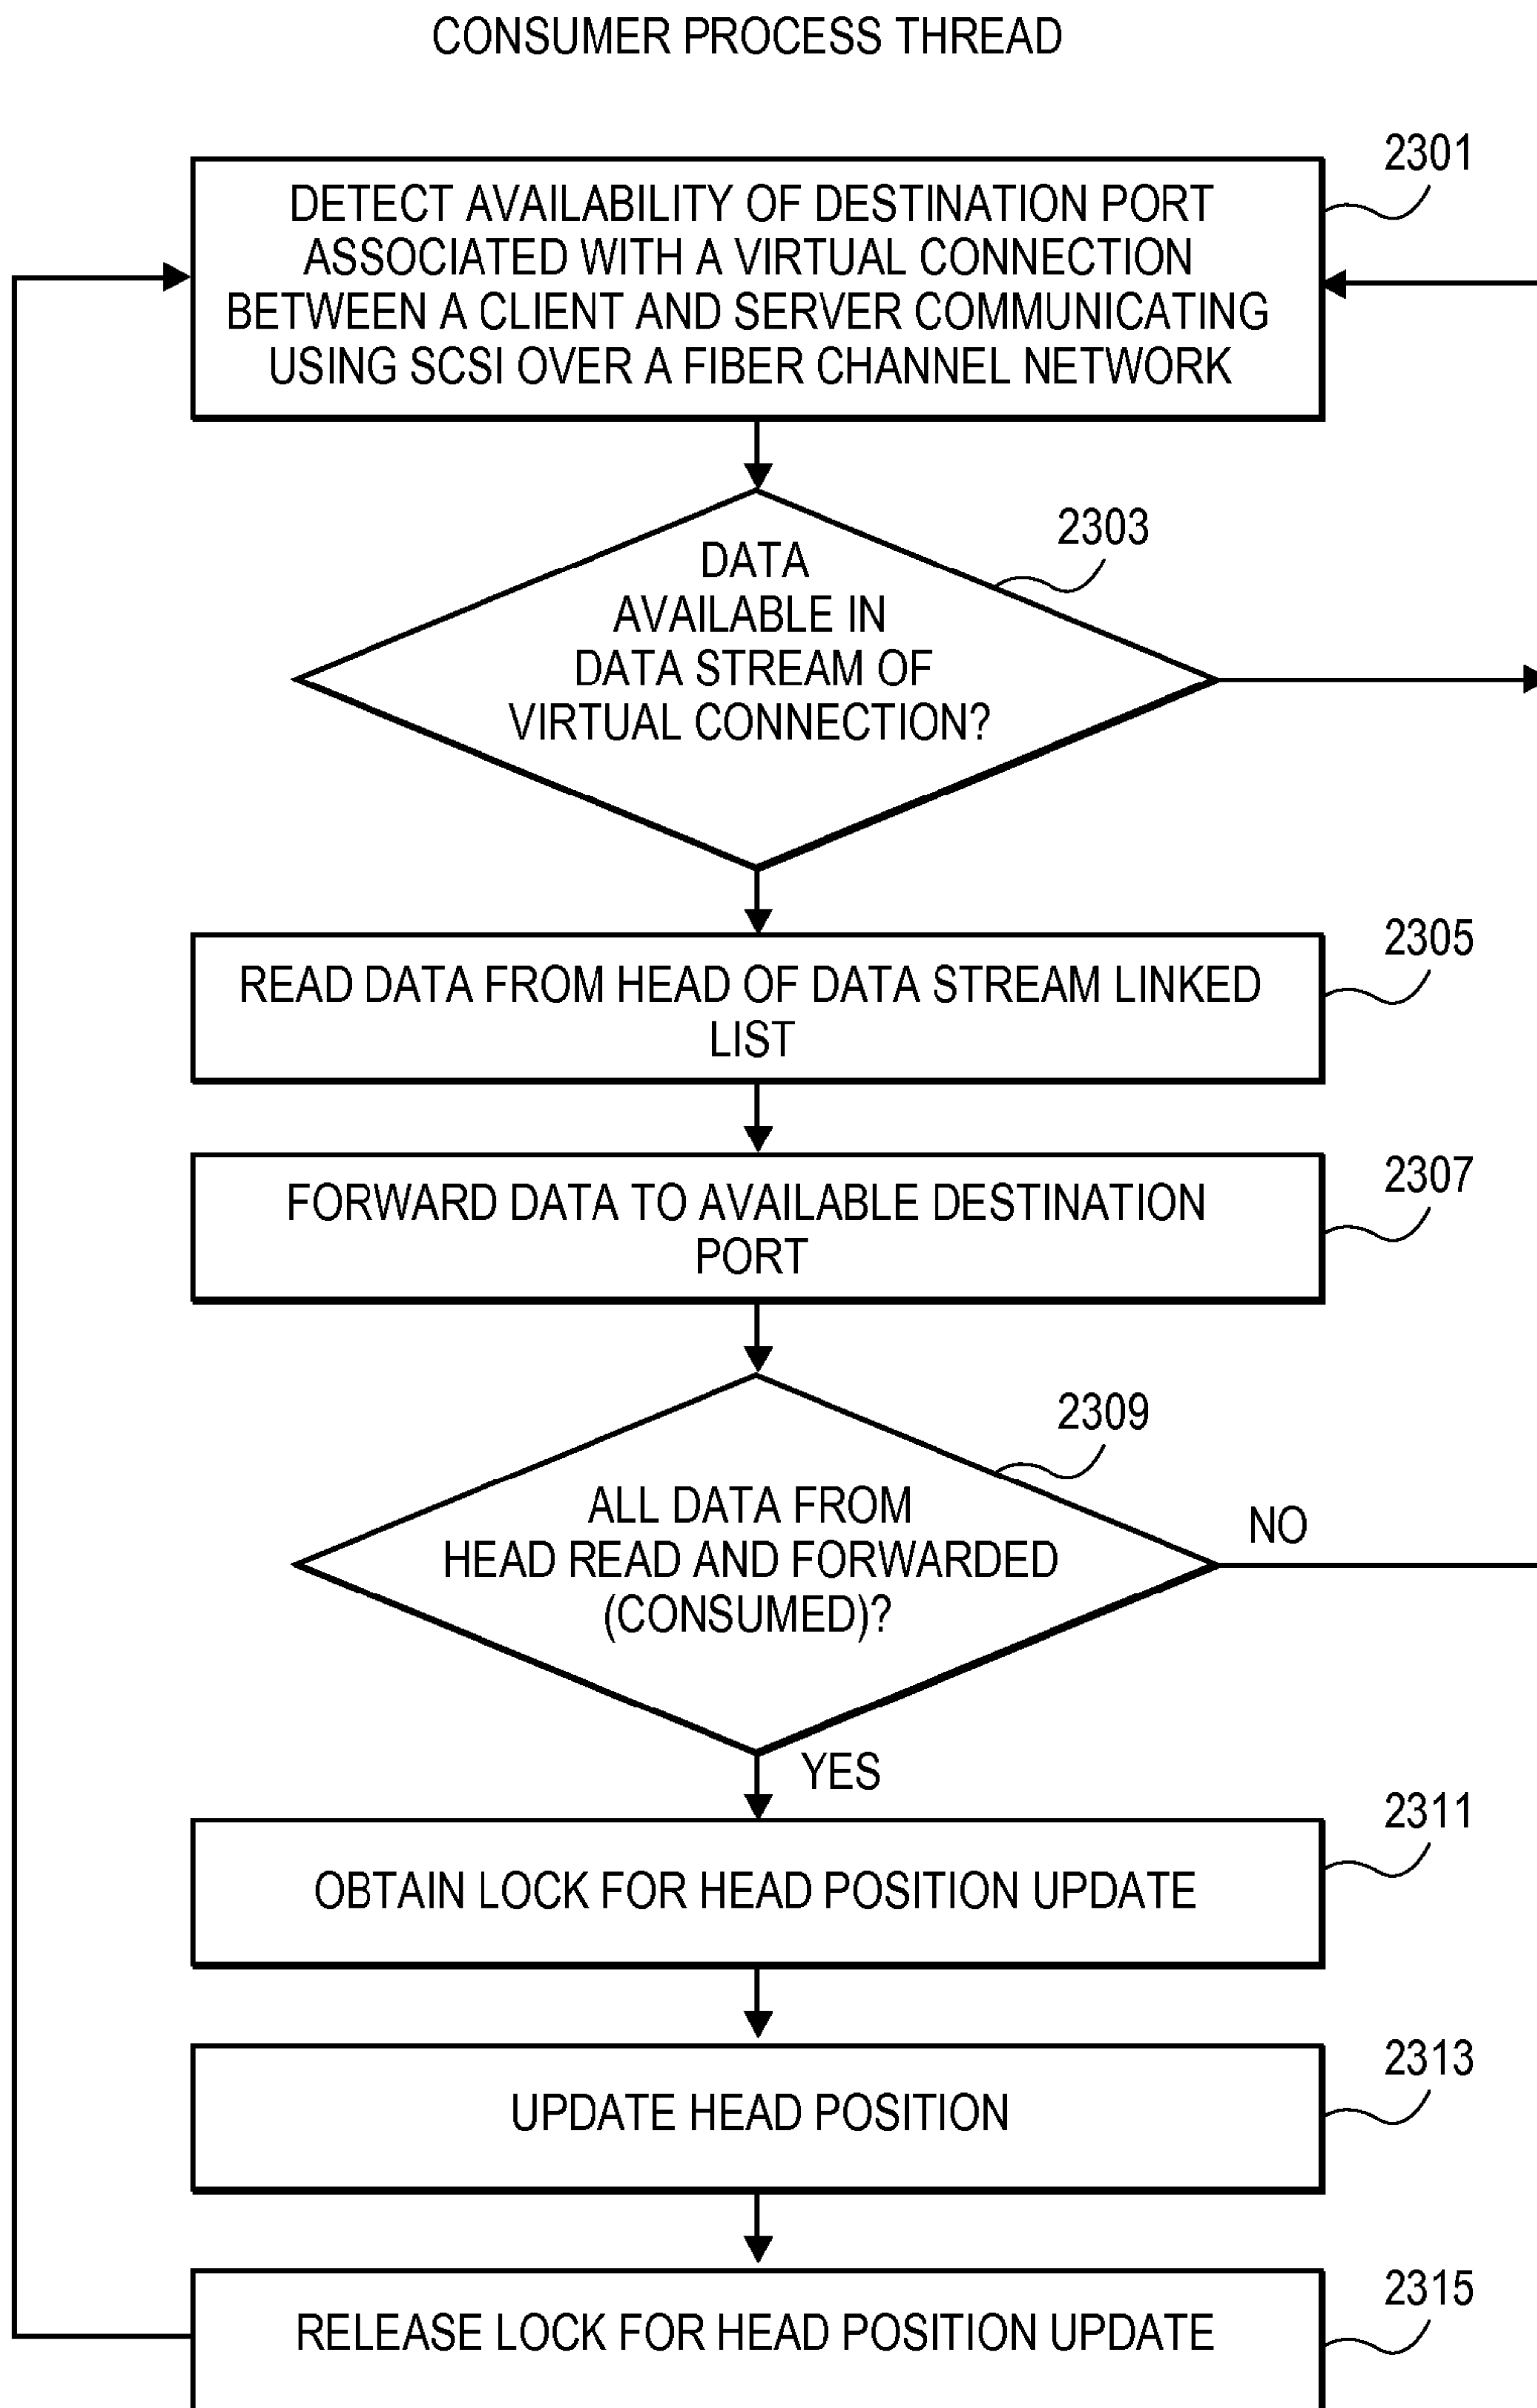 CONSUMER PROCESS THREAD
2301
DETECT AVAILABILITY OF DESTINATION PORT
ASSOCIATED WITH A VIRTUAL CONNECTION
BETWEEN A CLIENT AND SERVER COMMUNICATING
USING SCSI OVER A FIBER CHANNEL NETWORK
2303
DATA
AVAILABLE IN
DATA STREAM OF
VIRTUAL CONNECTION?
2305
READ DATA FROM HEAD OF DATA STREAM LINKED
LIST
2307
FORWARD DATA TO AVAILABLE DESTINATION
PORT
2309
ALL DATA FROM
HEAD READ AND FORWARDED
(CONSUMED)?
NO
YES
2311
OBTAIN LOCK FOR HEAD POSITION UPDATE
2313
UPDATE HEAD POSITION
2315
RELEASE LOCK FOR HEAD POSITION UPDATE